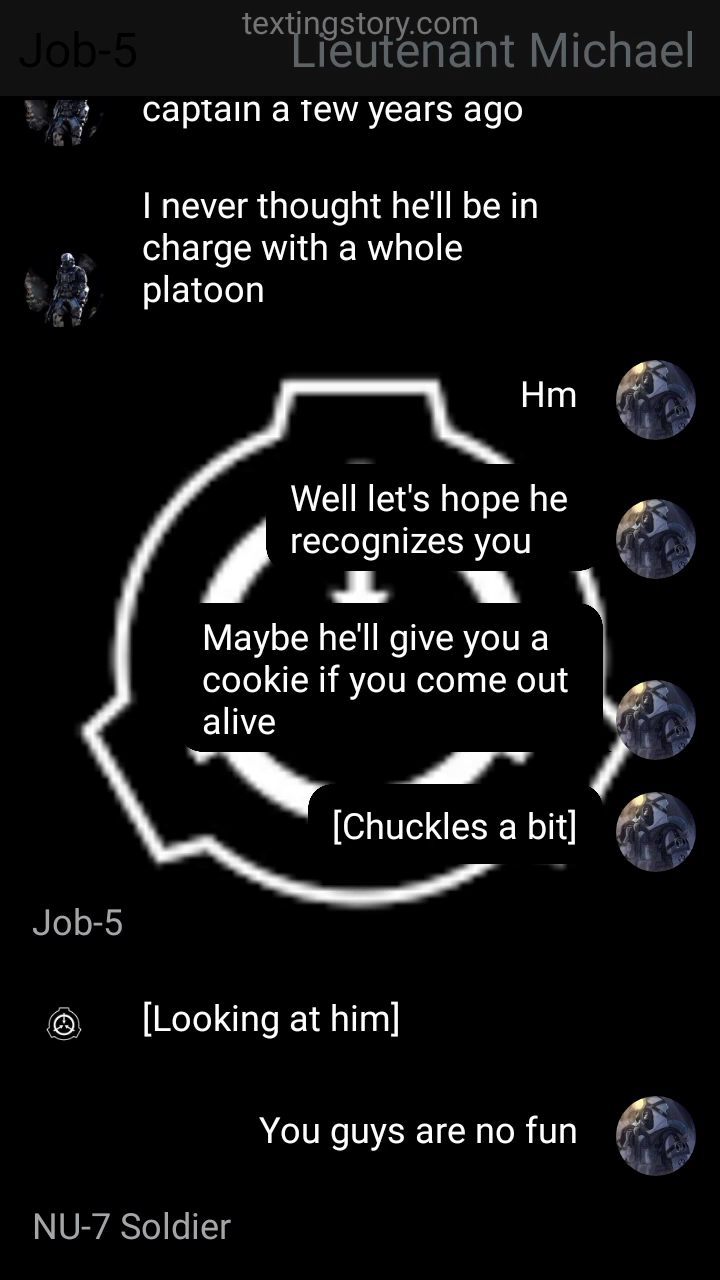 textingstory.com
Job-5 Lieutenant Michael
captain a few years ago
I never thought he'll be in
charge with a whole
platoon
Hm
Well let's hope he
recognizes you
Maybe he'll give you a
cookie if you come out
alive
[Chuckles a bit]
Job-5
[Looking at him]
You guys are no fun
NU-7 Soldier